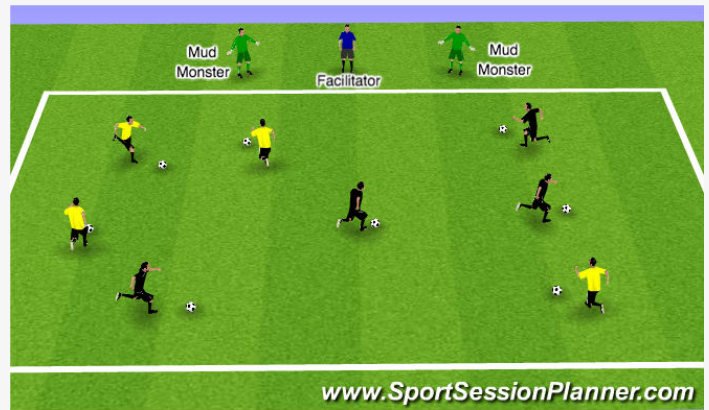 Mud
Monster
Facilitator
Mud
Monster
www.SportSessionPlanner.com